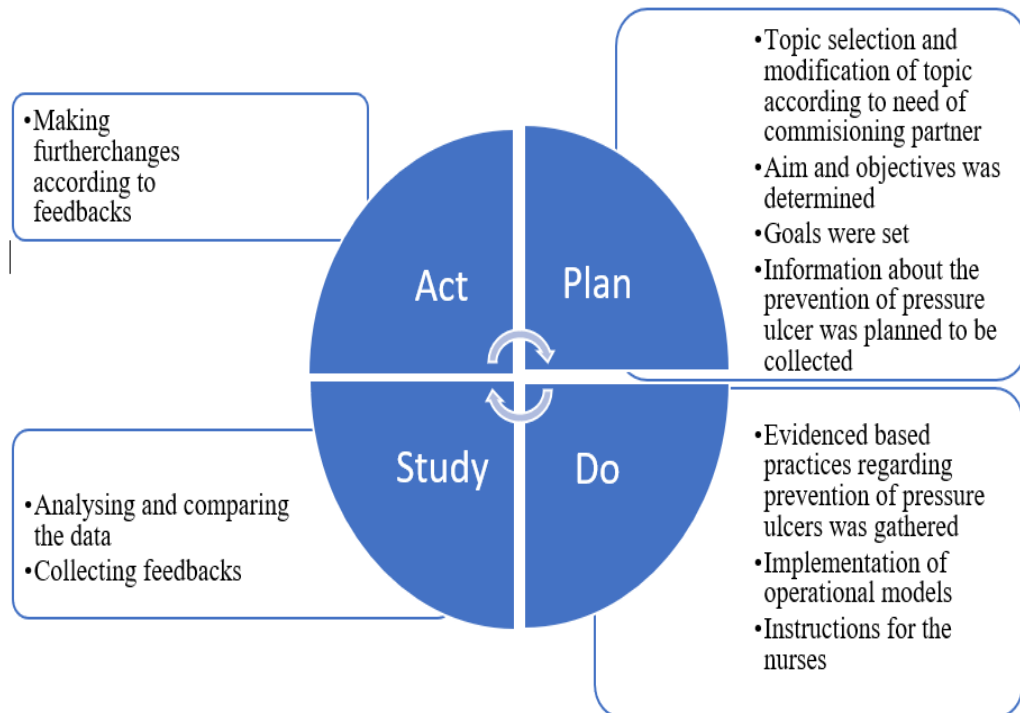 •Making
furtherchanges
according to
feedbacks
•Topic selection and
modification of topic
according to need of
commisioning partner
•Aim and objectives was
determined
•Goals were set
•Information about the
prevention of pressure
ulcer was planned to be
collected
Act
Plan
Study
Do
•Analysing and comparing
the data
•Collecting feedbacks
•Evidenced based
practices regarding
prevention of pressure
ulcers was gathered
•Implementation of
operational models
•Instructions for the
nurses